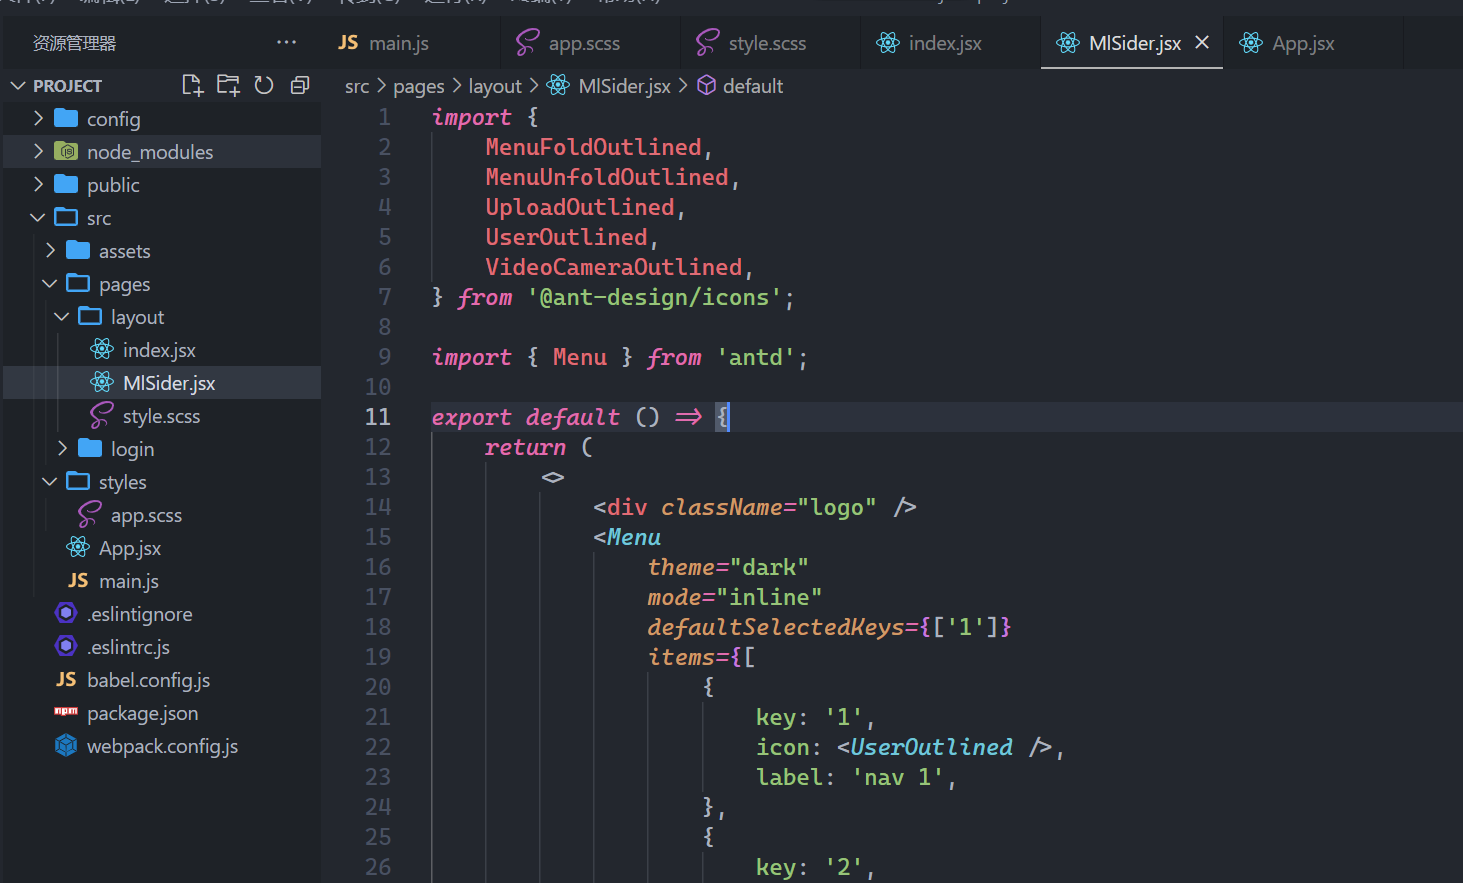 资源管理器 ···
main.js app.scss style.scss index.jsx MlSider.jsx App.jsx
PROJECT
src > pages > layout > MlSider.jsx > default
config
node_modules
public
src
assets
pages
layout
index.jsx
MlSider.jsx
style.scss
login
styles
app.scss
App.jsx
JS main.js
.eslintignore
.eslintrc.js
JS babel.config.js
package.json
webpack.config.js
1 import {
2 MenuFoldOutlined,
3 MenuUnfoldOutlined,
4 UploadOutlined,
5 UserOutlined,
6 VideoCameraOutlined,
7 } from '@ant-design/icons';
8
9 import { Menu } from 'antd';
10
11 export default () => {
12 return (
13 <>
14 <div className="logo" />
15 <Menu
16 theme="dark"
17 mode="inline"
18 defaultSelectedKeys={['1']}
19 items={[
20 {
21 key: '1',
22 icon: <UserOutlined />,
23 label: 'nav 1',
24 },
25 {
26 key: '2',